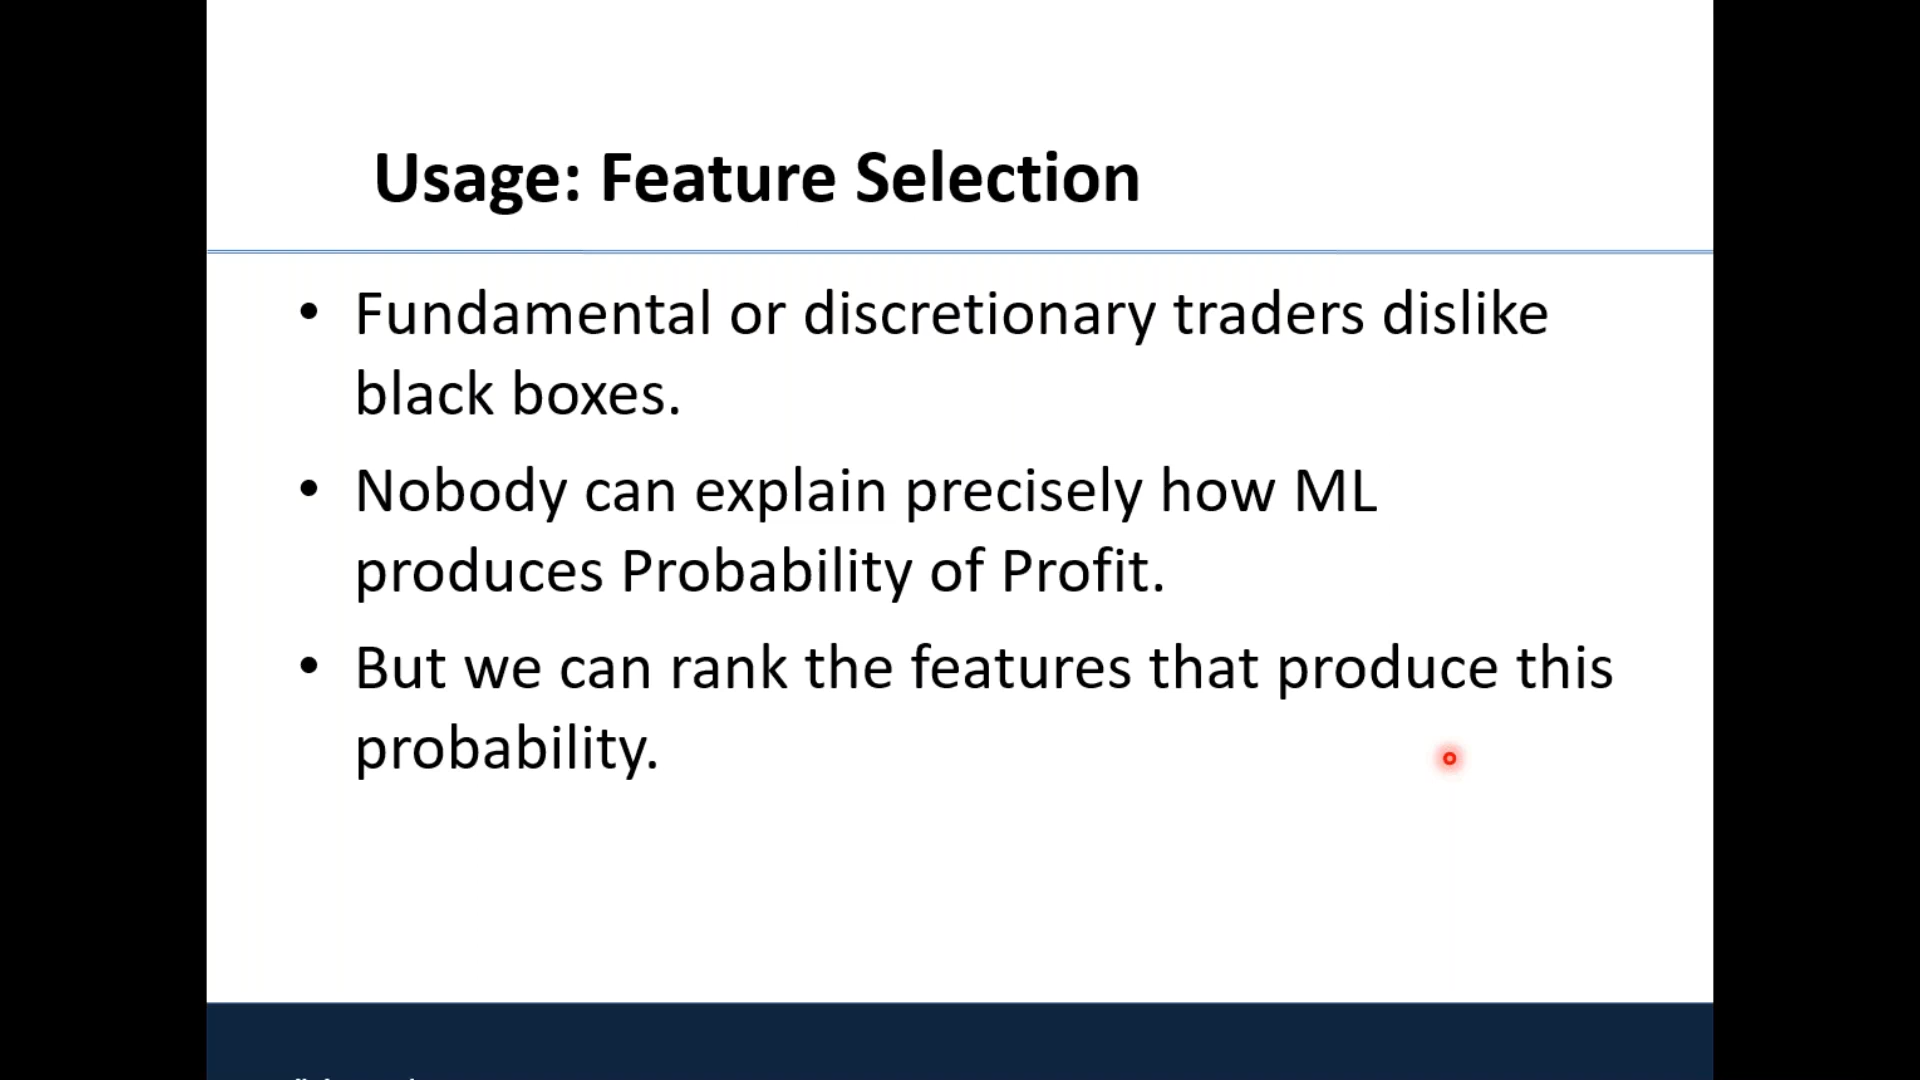 Usage: Feature Selection
• Fundamental or discretionary traders dislike
black boxes.
• Nobody can explain precisely how ML
produces Probability of Profit.
• But we can rank the features that produce this
probability.